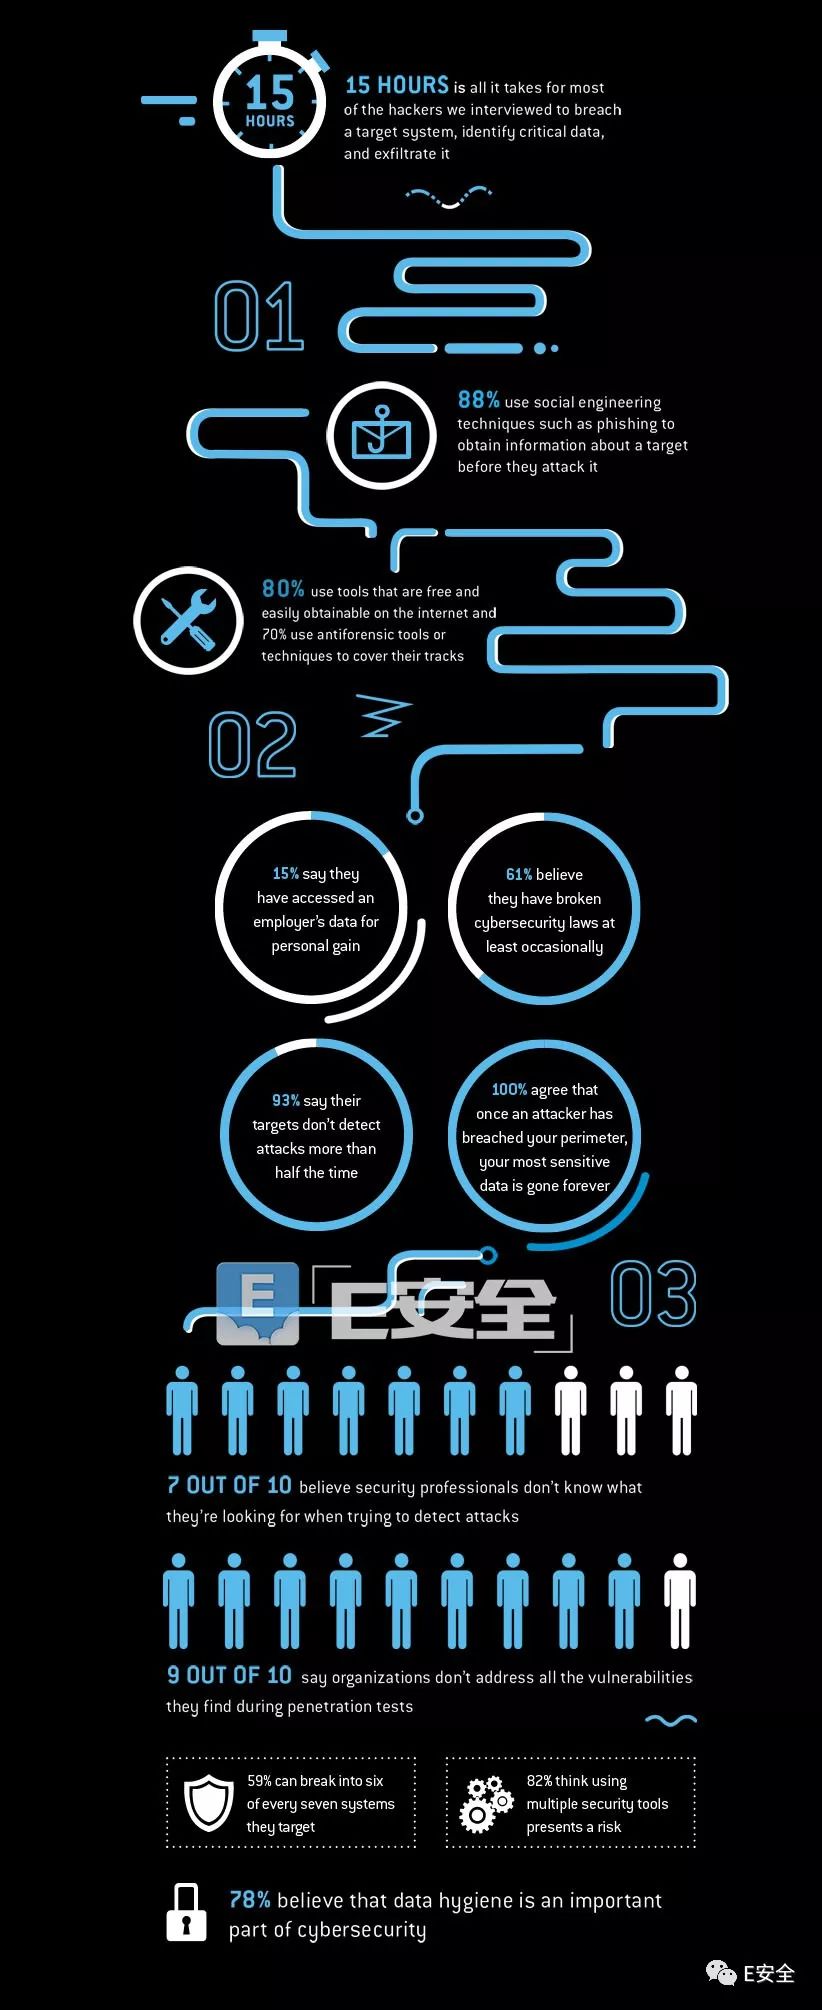 15
HOURS
15 HOURS is all it takes for most
of the hackers we interviewed to breach
a target system, identify critical data,
and exfiltrate it
01
88% use social engineering
techniques such as phishing to
obtain information about a target
before they attack it
80% use tools that are free and
easily obtainable on the internet and
70% use antiforensic tools or
techniques to cover their tracks
02
15% say they
have accessed an
employer's data for
personal gain
61% believe
they have broken
cybersecurity laws at
least occasionally
93% say their
targets don't detect
attacks more than
half the time
100% agree that
once an attacker has
breached your perimeter,
your most sensitive
data is gone forever
E
E安全
03
7 OUT OF 10 believe security professionals don't know what
they're looking for when trying to detect attacks
9 OUT OF 10 say organizations don't address all the vulnerabilities
they find during penetration tests
59% can break into six
of every seven systems
they target
82% think using
multiple security tools
presents a risk
78% believe that data hygiene is an important
part of cybersecurity
E安全